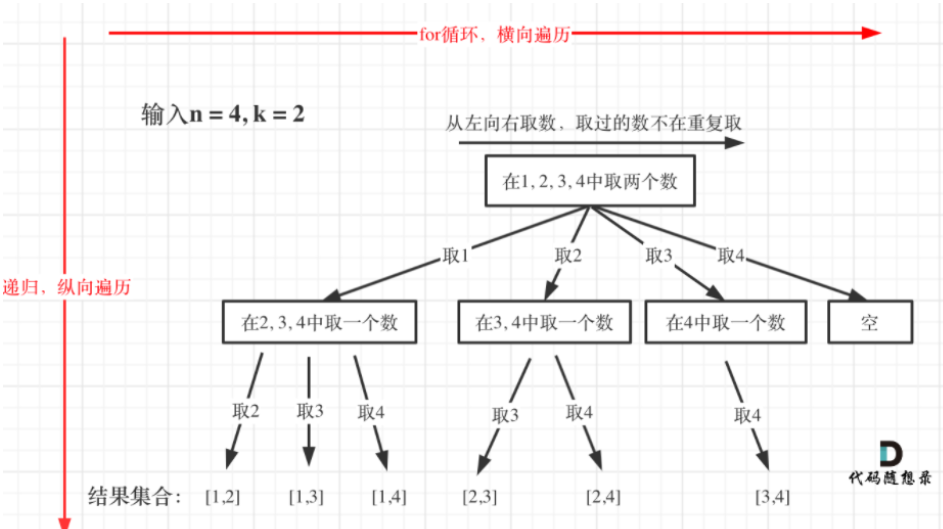 for循环，横向遍历
输入n = 4, k = 2
从左向右取数，取过的数不在重复取
在1, 2, 3, 4中取两个数
取1 取2 取3 取4
递归，纵向遍历
在2, 3, 4中取一个数 在3, 4中取一个数 在4中取一个数 空
取2 取3 取4 取3 取4 取4
代码随想录
结果集合： [1,2] [1,3] [1,4] [2,3] [2,4] [3,4]